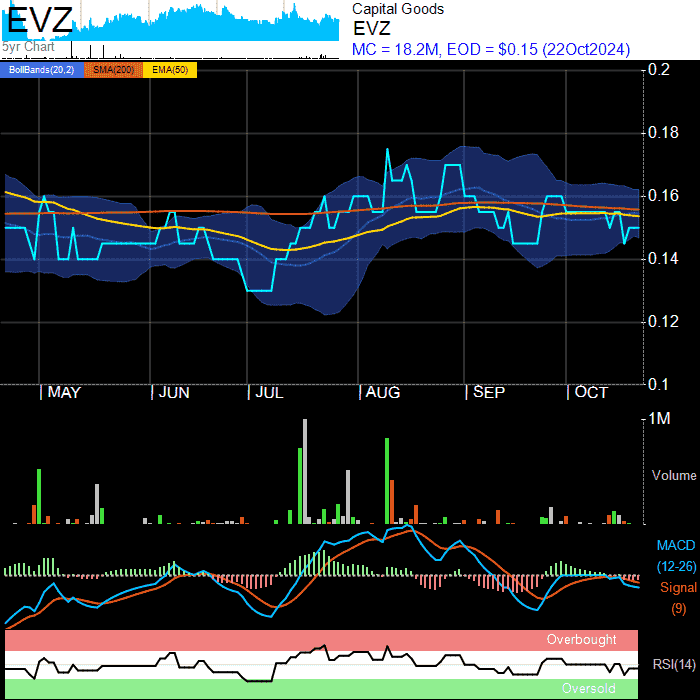 EVZ
5yr Chart
Capital Goods
EVZ
MC = 18.2M, EOD = $0.15 (22Oct2024)
BollBands(20,2) SMA(200) EMA(50)
0.2
0.18
0.16
0.14
0.12
0.1
MAY JUN JUL AUG SEP OCT
1M
Volume
MACD
(12-26)
Signal
(9)
Overbought
RSI(14)
Oversold